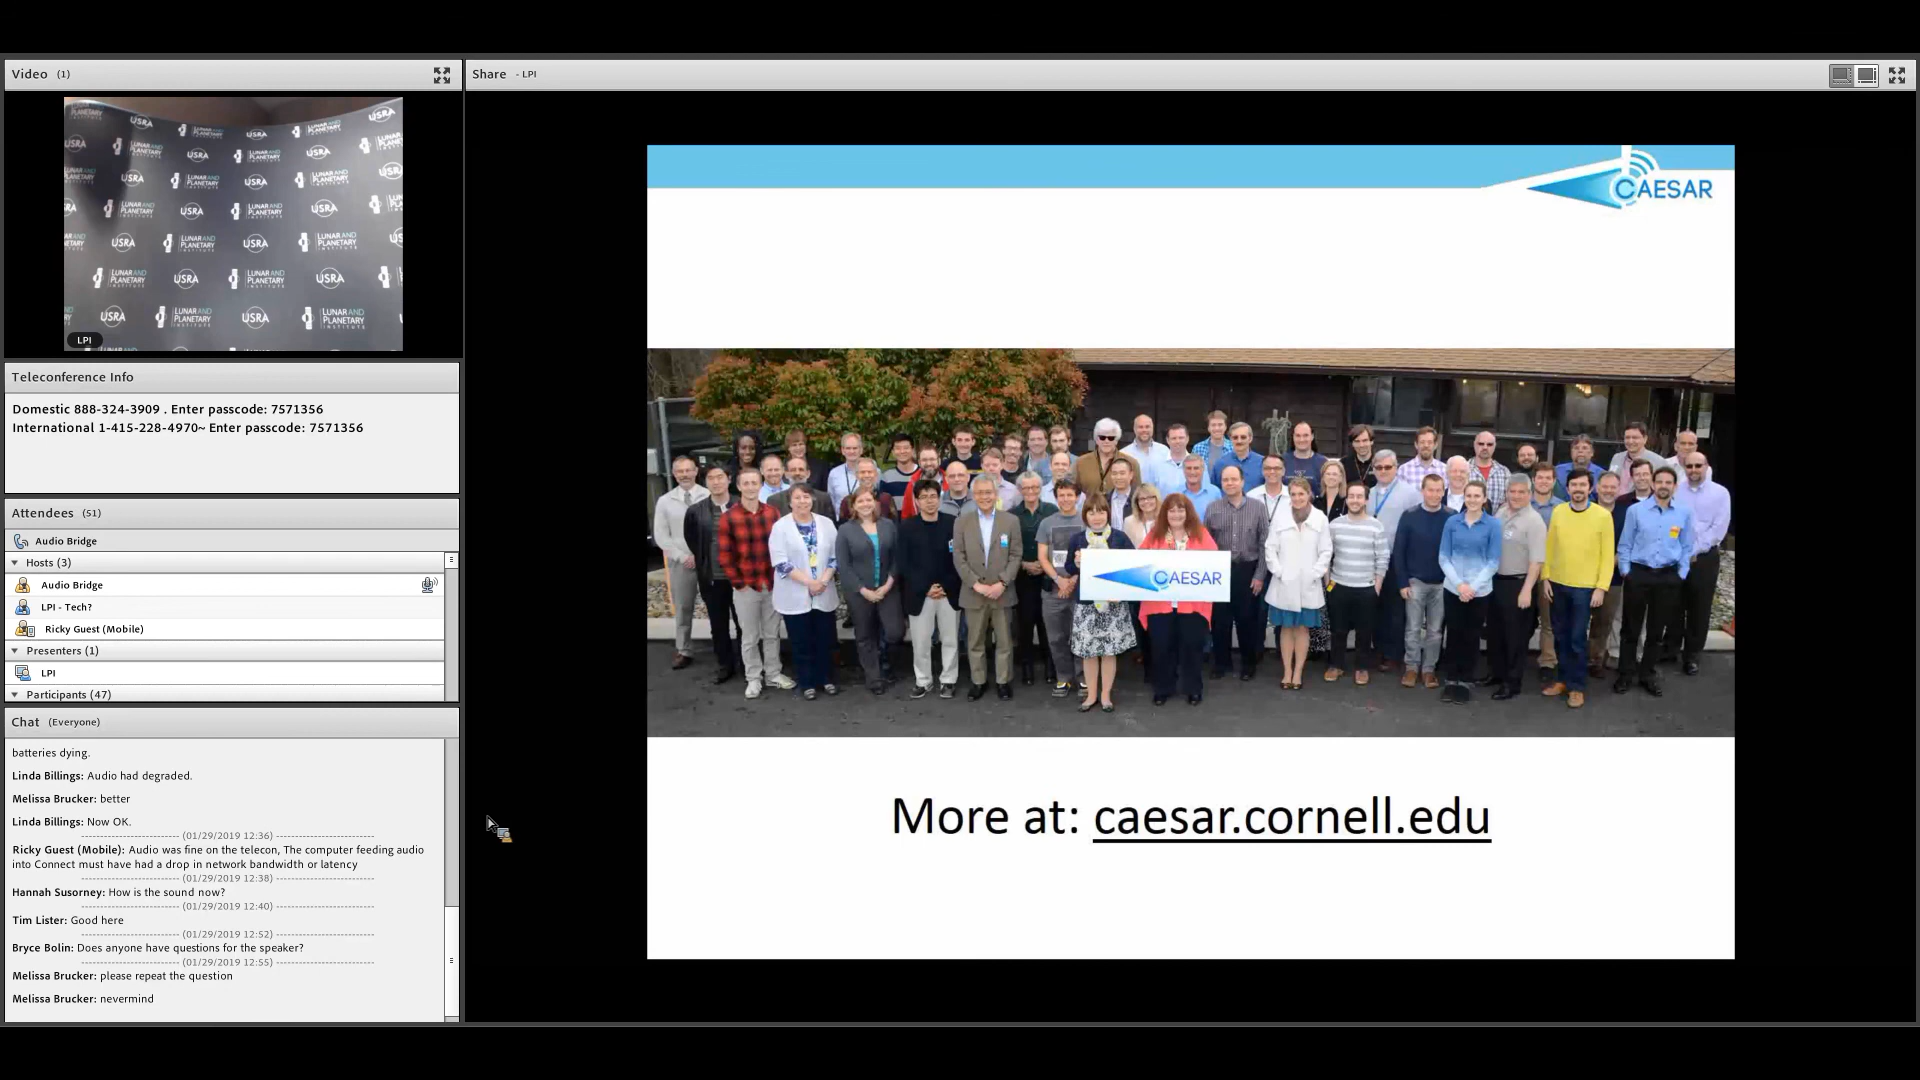 Video (1)
USRA
LUNAR AND
PLANETARY
INSTITUTE
LPI
Teleconference Info
Domestic 888-324-3909 . Enter passcode: 7571356
International 1-415-228-4970~ Enter passcode: 7571356
Attendees (51)
Audio Bridge
Hosts (3)
Audio Bridge
LPI - Tech?
Ricky Guest (Mobile)
Presenters (1)
LPI
Participants (47)
Chat (Everyone)
batteries dying.
Linda Billings: Audio had degraded.
Melissa Brucker: better
Linda Billings: Now OK.
------------------- (01/29/2019 12:36) -------------------
Ricky Guest (Mobile): Audio was fine on the telecon, The computer feeding audio
into Connect must have had a drop in network bandwidth or latency
------------------- (01/29/2019 12:38) -------------------
Hannah Susorney: How is the sound now?
------------------- (01/29/2019 12:40) -------------------
Tim Lister: Good here
------------------- (01/29/2019 12:52) -------------------
Bryce Bolin: Does anyone have questions for the speaker?
------------------- (01/29/2019 12:55) -------------------
Melissa Brucker: please repeat the question
Melissa Brucker: nevermind
Share - LPI
CAESAR
CAESAR
More at: caesar.cornell.edu